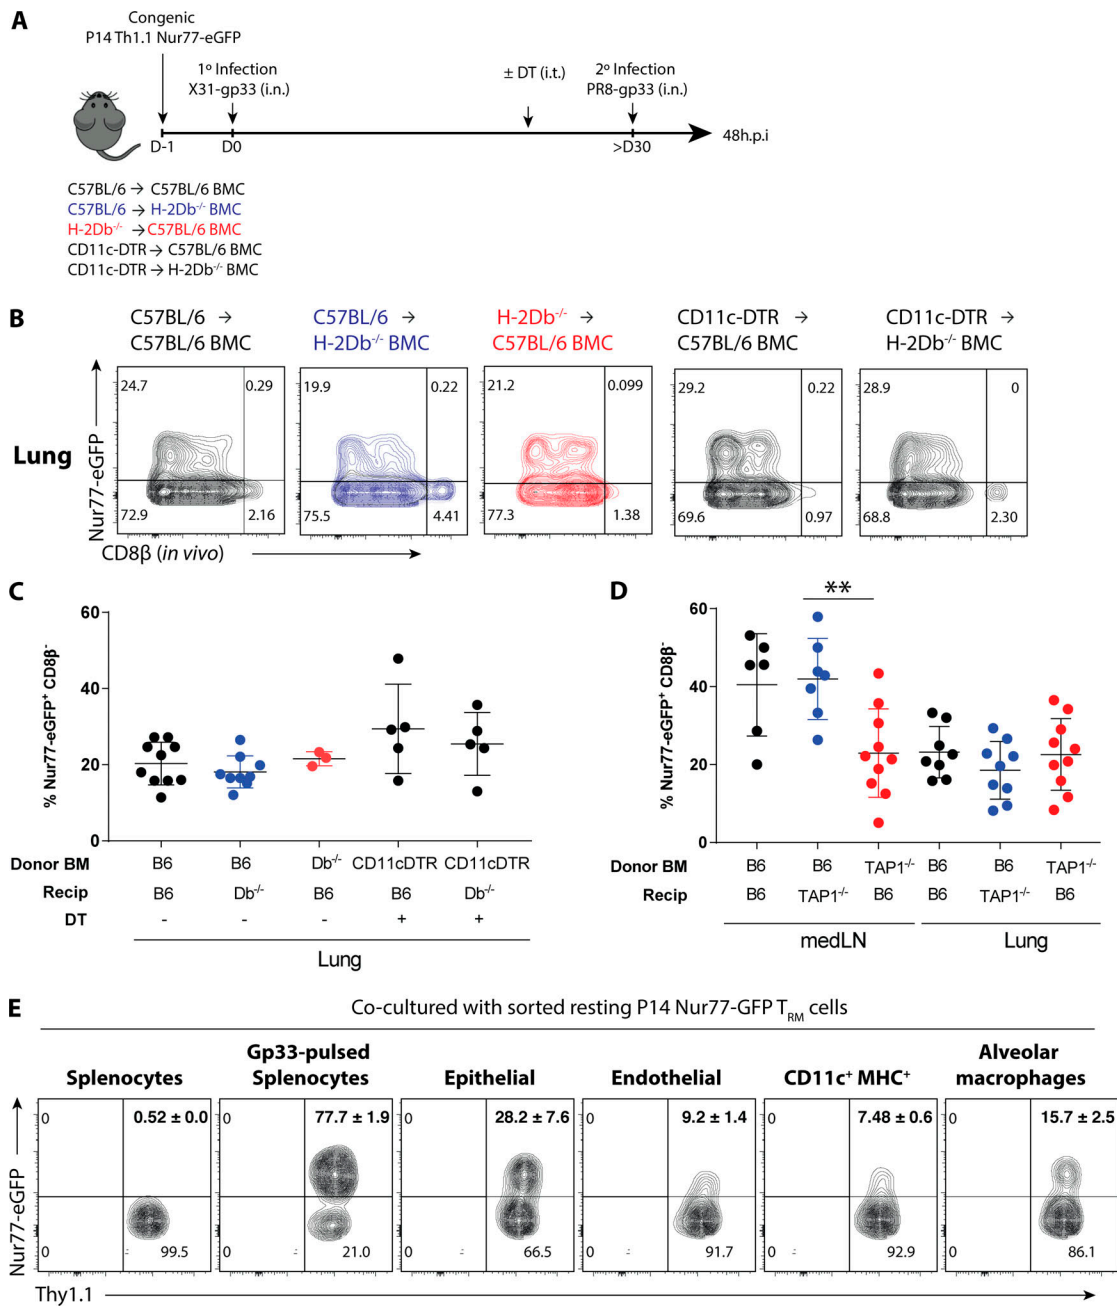 A
Congenic
P14 Th1.1 Nur77-eGFP
1º Infection
X31-gp33 (i.n.)
± DT (i.t.)
2º Infection
PR8-gp33 (i.n.)
D-1
D0
>D30
48h.p.i
C57BL/6 → C57BL/6 BMC
C57BL/6 → H-2Db-/- BMC
H-2Db-/- → C57BL/6 BMC
CD11c-DTR → C57BL/6 BMC
CD11c-DTR → H-2Db-/- BMC
B
C57BL/6 →
C57BL/6 BMC
C57BL/6 →
H-2Db-/- BMC
H-2Db-/- →
C57BL/6 BMC
CD11c-DTR →
C57BL/6 BMC
CD11c-DTR →
H-2Db-/- BMC
Lung
Nur77-eGFP
24.7 0.29
72.9 2.16
19.9 0.22
75.5 4.41
21.2 0.099
77.3 1.38
29.2 0.22
69.6 0.97
28.9 0
68.8 2.30
CD8β (in vivo)
C
% Nur77-eGFP+ CD8β-
60
40
20
0
Donor BM B6 B6 Db-/- CD11cDTR CD11cDTR
Recip B6 Db-/- B6 B6 Db-/-
DT - - - + +
Lung
D
% Nur77-eGFP+ CD8β-
60
40
20
0
**
Donor BM B6 B6 TAP1-/- B6 B6 TAP1-/-
Recip B6 TAP1-/- B6 B6 TAP1-/- B6
medLN Lung
E
Co-cultured with sorted resting P14 Nur77-GFP TRM cells
Splenocytes
Gp33-pulsed
Splenocytes
Epithelial
Endothelial
CD11c+ MHC+
Alveolar
macrophages
Nur77-eGFP
0 0.52 ± 0.0
0 99.5
0 77.7 ± 1.9
0 21.0
0 28.2 ± 7.6
0 66.5
0 9.2 ± 1.4
0 91.7
0 7.48 ± 0.6
0 92.9
0 15.7 ± 2.5
0 86.1
Thy1.1